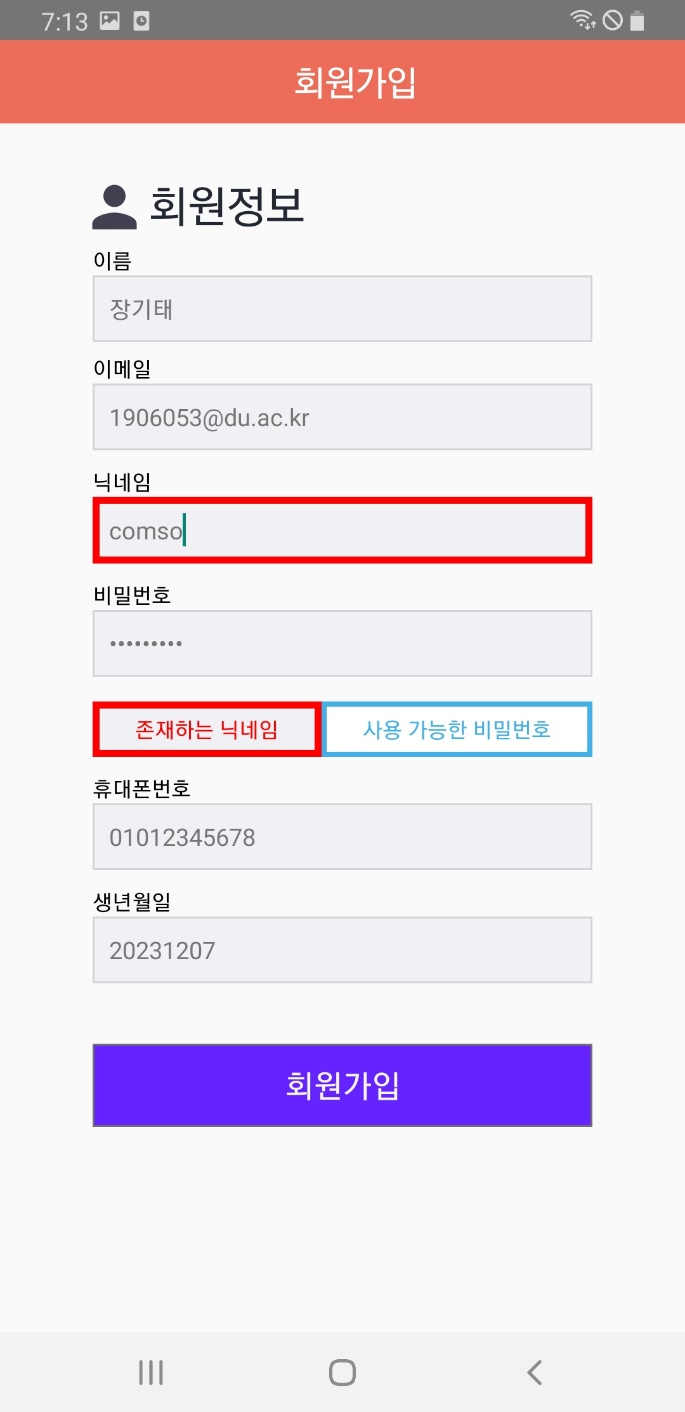 7:13
회원가입
회원정보
이름
장기태
이메일
1906053@du.ac.kr
닉네임
comso
비밀번호
•••••••••
존재하는 닉네임 사용 가능한 비밀번호
휴대폰번호
01012345678
생년월일
20231207
회원가입